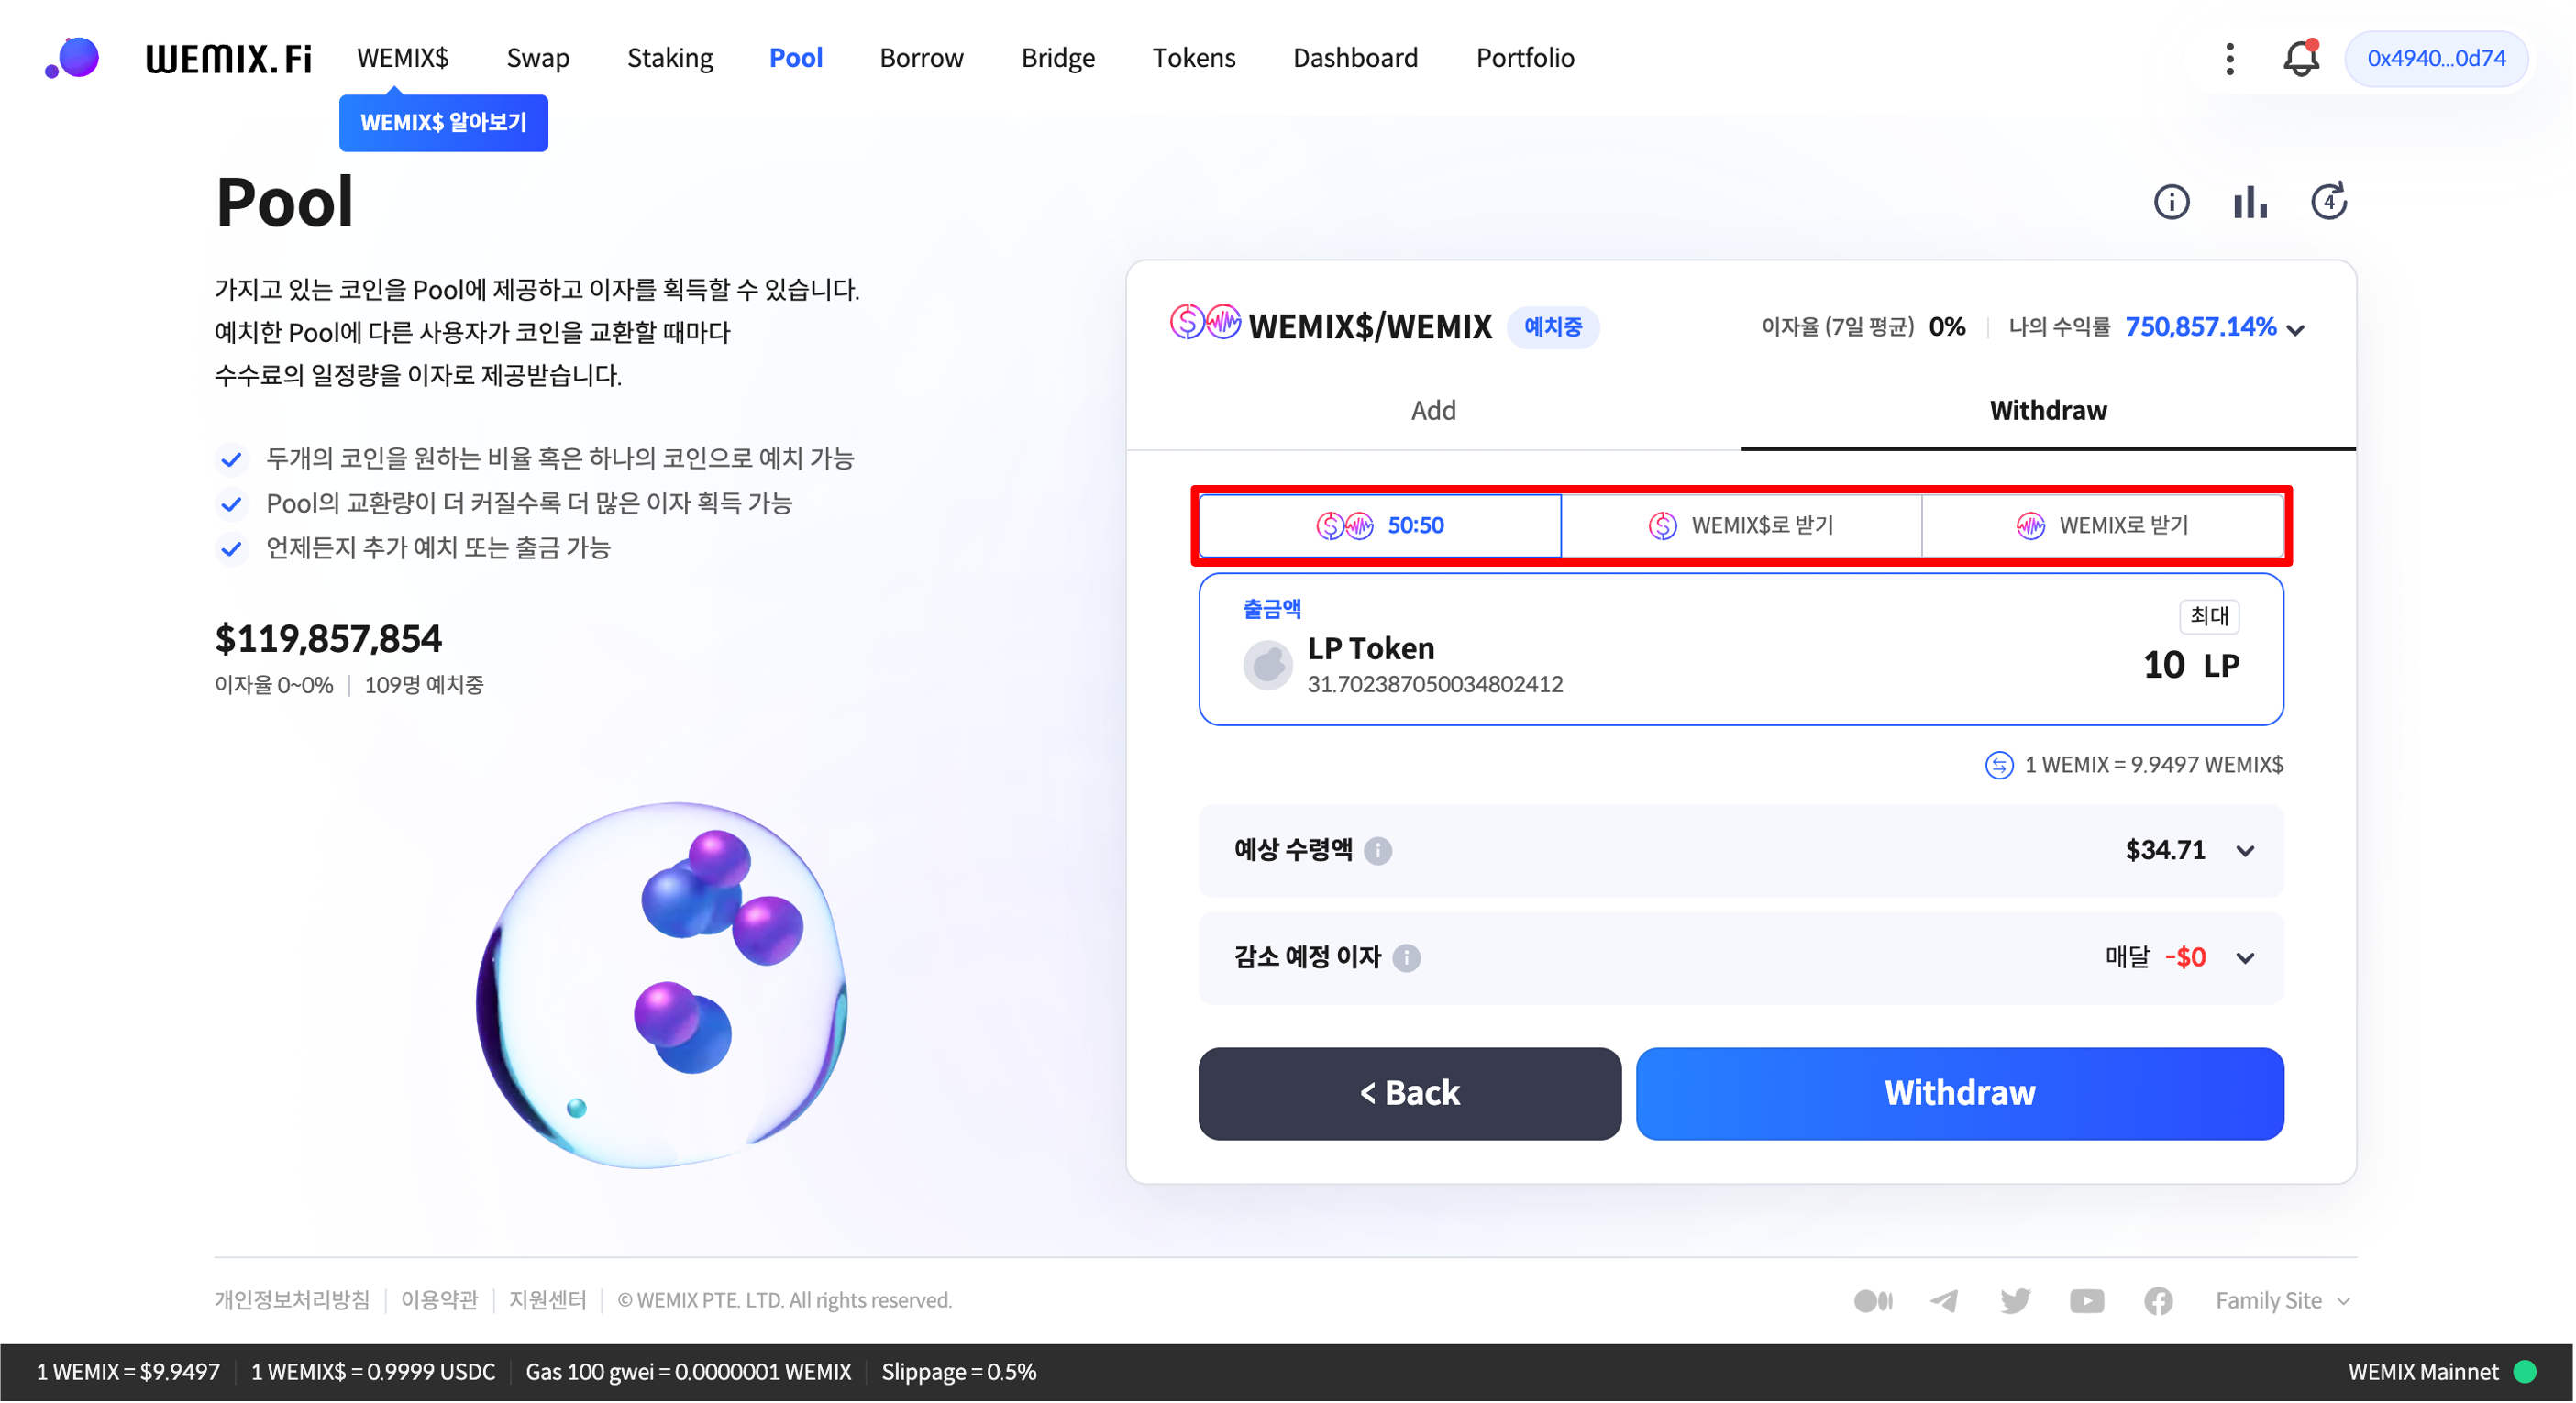 WEMIX.Fi WEMIX$ Swap Staking Pool Borrow Bridge Tokens Dashboard Portfolio 0x4940...0d74
WEMIX$ 알아보기
Pool
4
가지고 있는 코인을 Pool에 제공하고 이자를 획득할 수 있습니다.
예치한 Pool에 다른 사용자가 코인을 교환할 때마다
수수료의 일정량을 이자로 제공받습니다.
두개의 코인을 원하는 비율 혹은 하나의 코인으로 예치 가능
Pool의 교환량이 더 커질수록 더 많은 이자 획득 가능
언제든지 추가 예치 또는 출금 가능
$119,857,854
이자율 0~0% | 109명 예치중
WEMIX$/WEMIX 예치중 이자율 (7일 평균) 0% | 나의 수익률 750,857.14%
Add Withdraw
50:50 WEMIX$로 받기 WEMIX로 받기
출금액 최대
LP Token 10 LP
31.702387050034802412
1 WEMIX = 9.9497 WEMIX$
예상 수령액 $34.71
감소 예정 이자 매달 -$0
< Back Withdraw
개인정보처리방침 | 이용약관 | 지원센터 | © WEMIX PTE. LTD. All rights reserved. Family Site
1 WEMIX = $9.9497 | 1 WEMIX$ = 0.9999 USDC | Gas 100 gwei = 0.0000001 WEMIX | Slippage = 0.5% WEMIX Mainnet